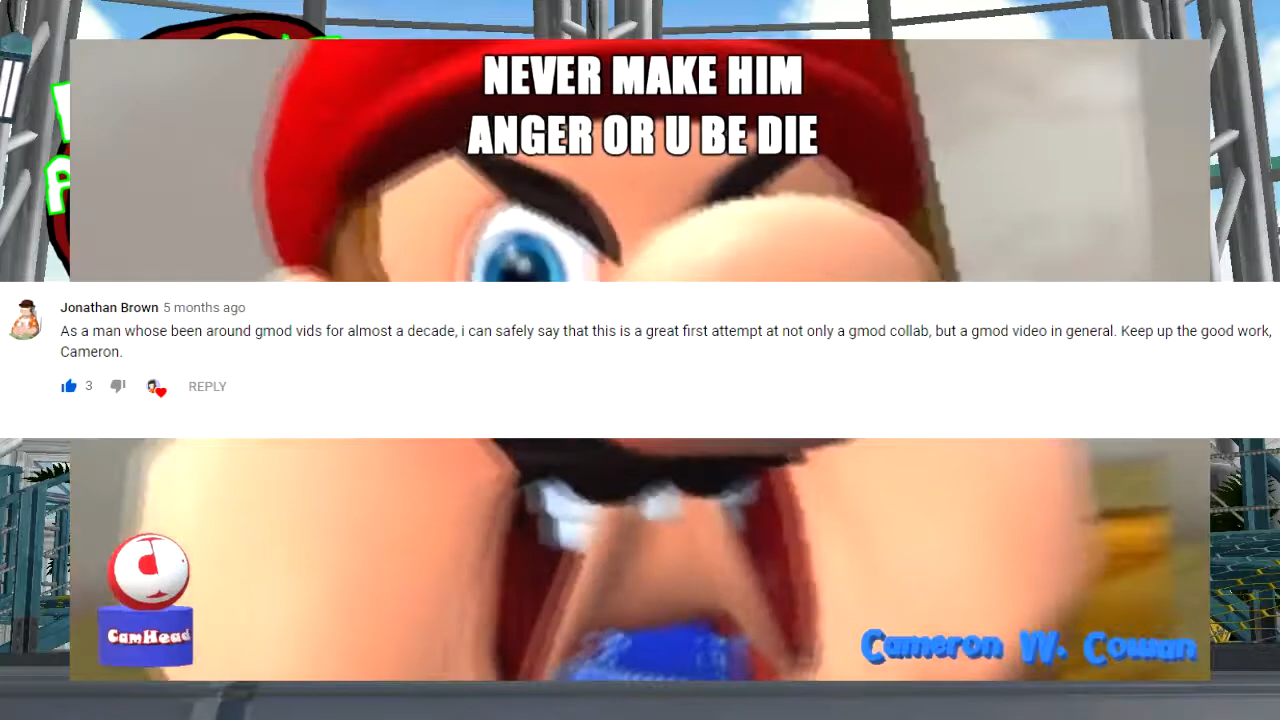 NEVER MAKE HIM
ANGER OR U BE DIE
Jonathan Brown 5 months ago
As a man whose been around gmod vids for almost a decade, i can safely say that this is a great first attempt at not only a gmod collab, but a gmod video in general. Keep up the good work,
Cameron.
3
REPLY
CamHead
Cameron W. Cowan